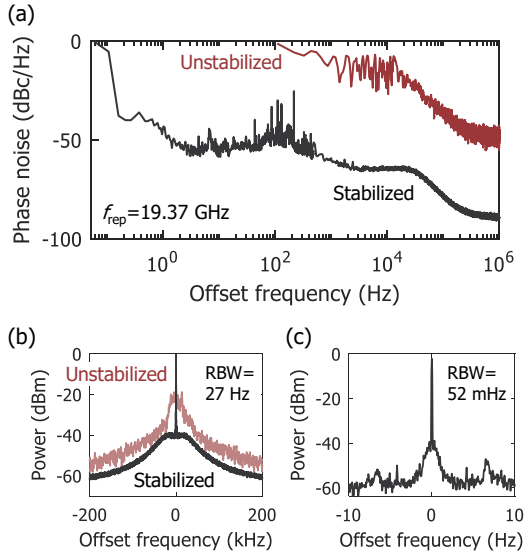 (a)
Phase noise (dBc/Hz)
0
-50
-100
Unstabilized
Stabilized
f_rep=19.37 GHz
10^0
10^2
10^4
10^6
Offset frequency (Hz)
(b)
Power (dBm)
0
-20
-40
-60
Unstabilized
RBW=
27 Hz
Stabilized
-200
0
200
Offset frequency (kHz)
(c)
Power (dBm)
0
-20
-40
-60
RBW=
52 mHz
-10
0
10
Offset frequency (Hz)